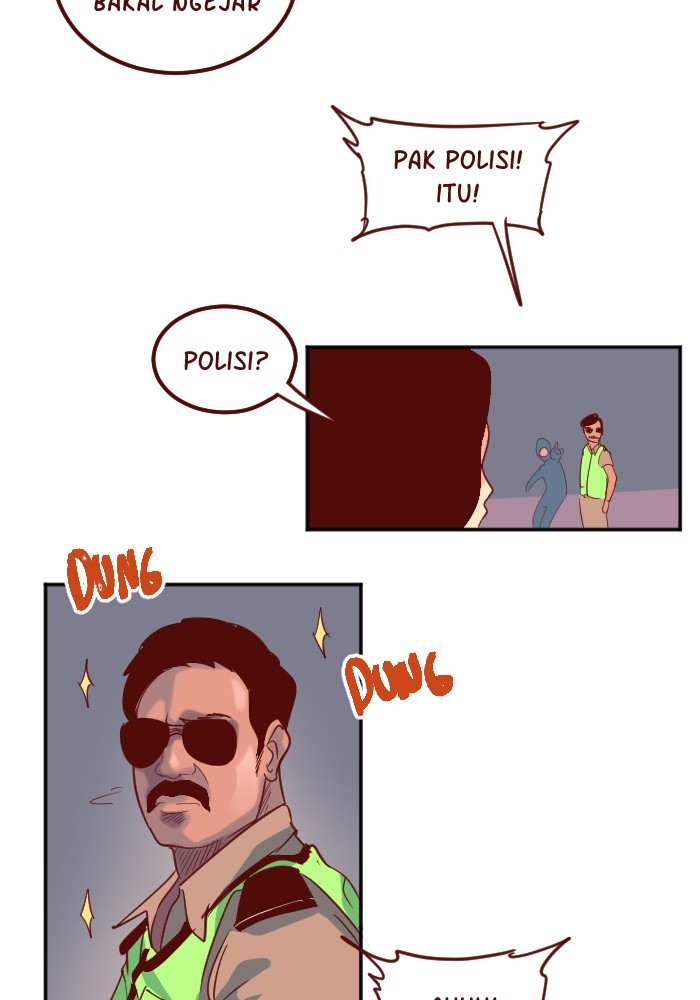 BAKAL NGEJAR
PAK POLISI!
ITU!
POLISI?
DUNG
DUNG